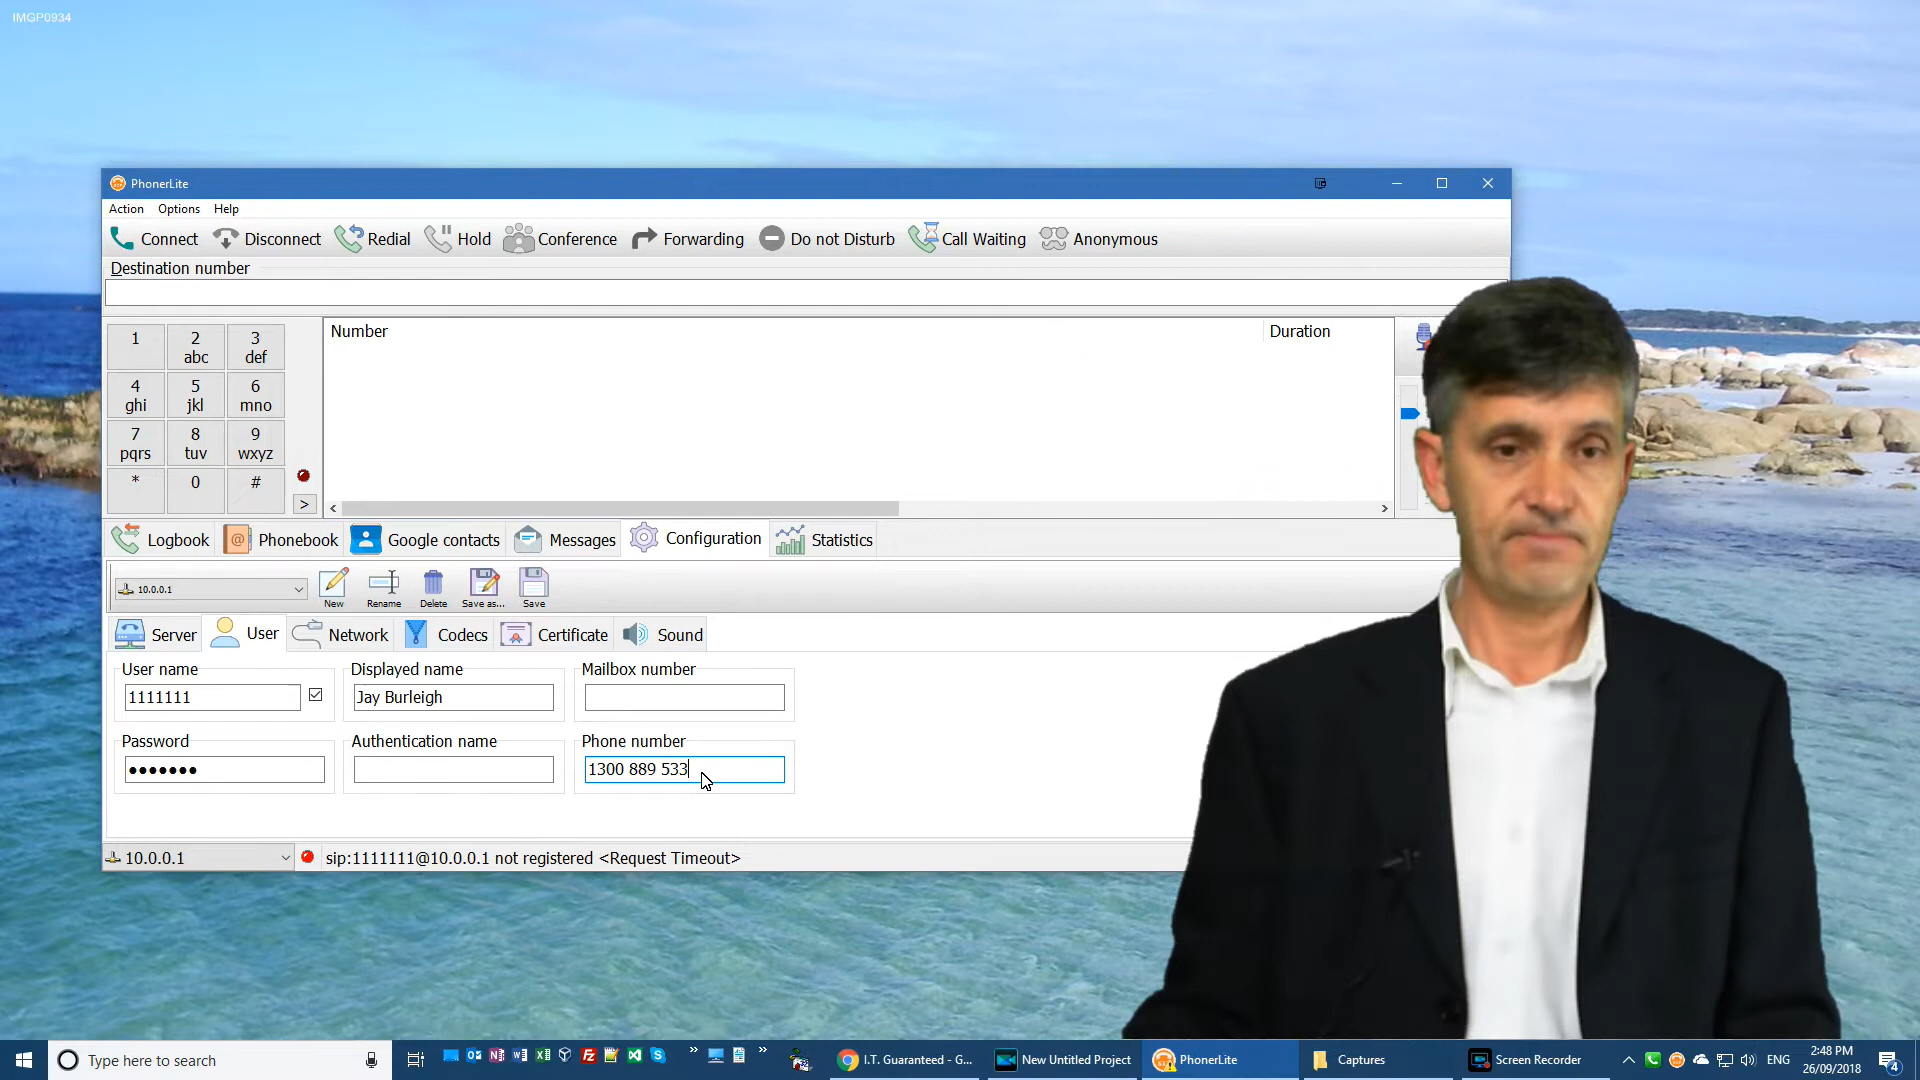 IMGP0934
PhonerLite
Action Options Help
Connect Disconnect Redial Hold Conference Forwarding Do not Disturb Call Waiting Anonymous
Destination number
Number Duration
1
2 abc
3 def
4 ghi
5 jkl
6 mno
7 pqrs
8 tuv
9 wxyz
*
0
#
>
Logbook Phonebook Google contacts Messages Configuration Statistics
10.0.0.1
New Rename Delete Save as... Save
Server User Network Codecs Certificate Sound
User name Displayed name Mailbox number
1111111 Jay Burleigh
Password Authentication name Phone number
●●●●●●● 1300 889 533
10.0.0.1 sip:1111111@10.0.0.1 not registered <Request Timeout>
Type here to search
I.T. Guaranteed - G...
New Untitled Project
PhonerLite
Captures
Screen Recorder
ENG
2:48 PM
26/09/2018
4